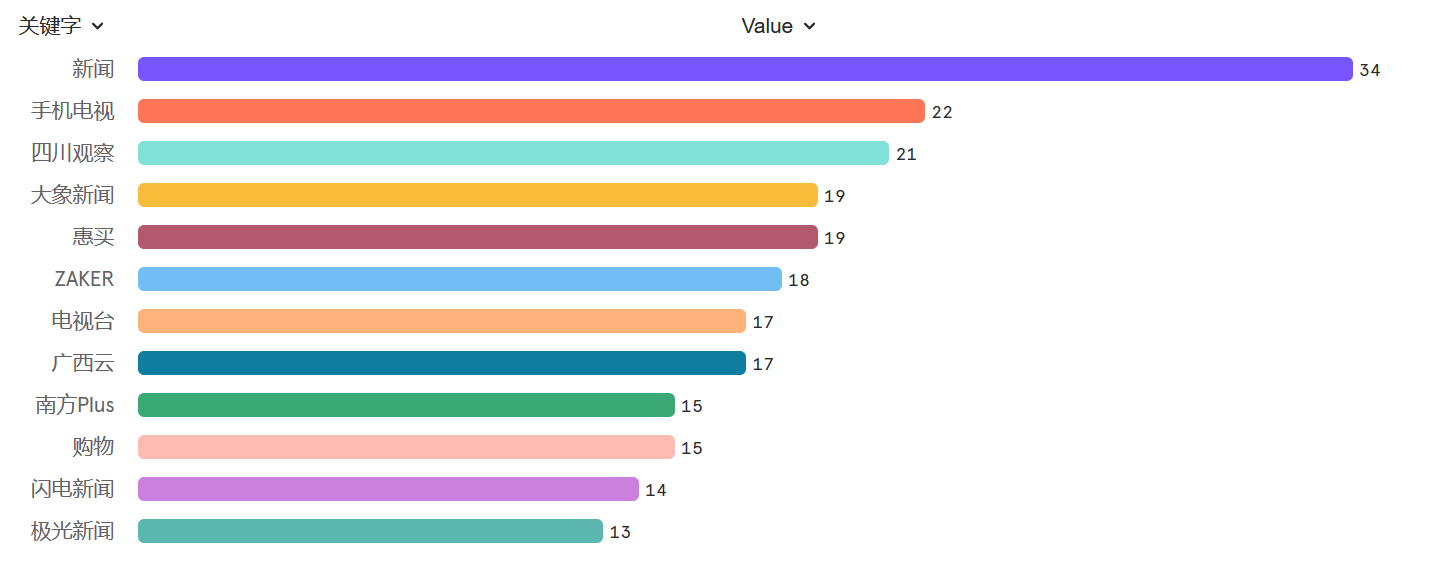 关键字 Value
新闻 34
手机电视 22
四川观察 21
大象新闻 19
惠买 19
ZAKER 18
电视台 17
广西云 17
南方Plus 15
购物 15
闪电新闻 14
极光新闻 13